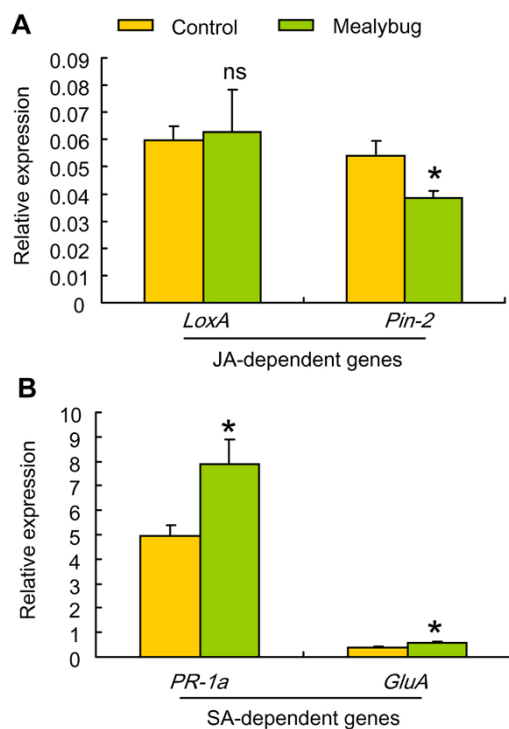 A
Control Mealybug
Relative expression
0.09
0.08
0.07
0.06
0.05
0.04
0.03
0.02
0.01
0
ns
*
LoxA Pin-2
JA-dependent genes
B
Relative expression
10
9
8
7
6
5
4
3
2
1
0
*
*
PR-1a GluA
SA-dependent genes